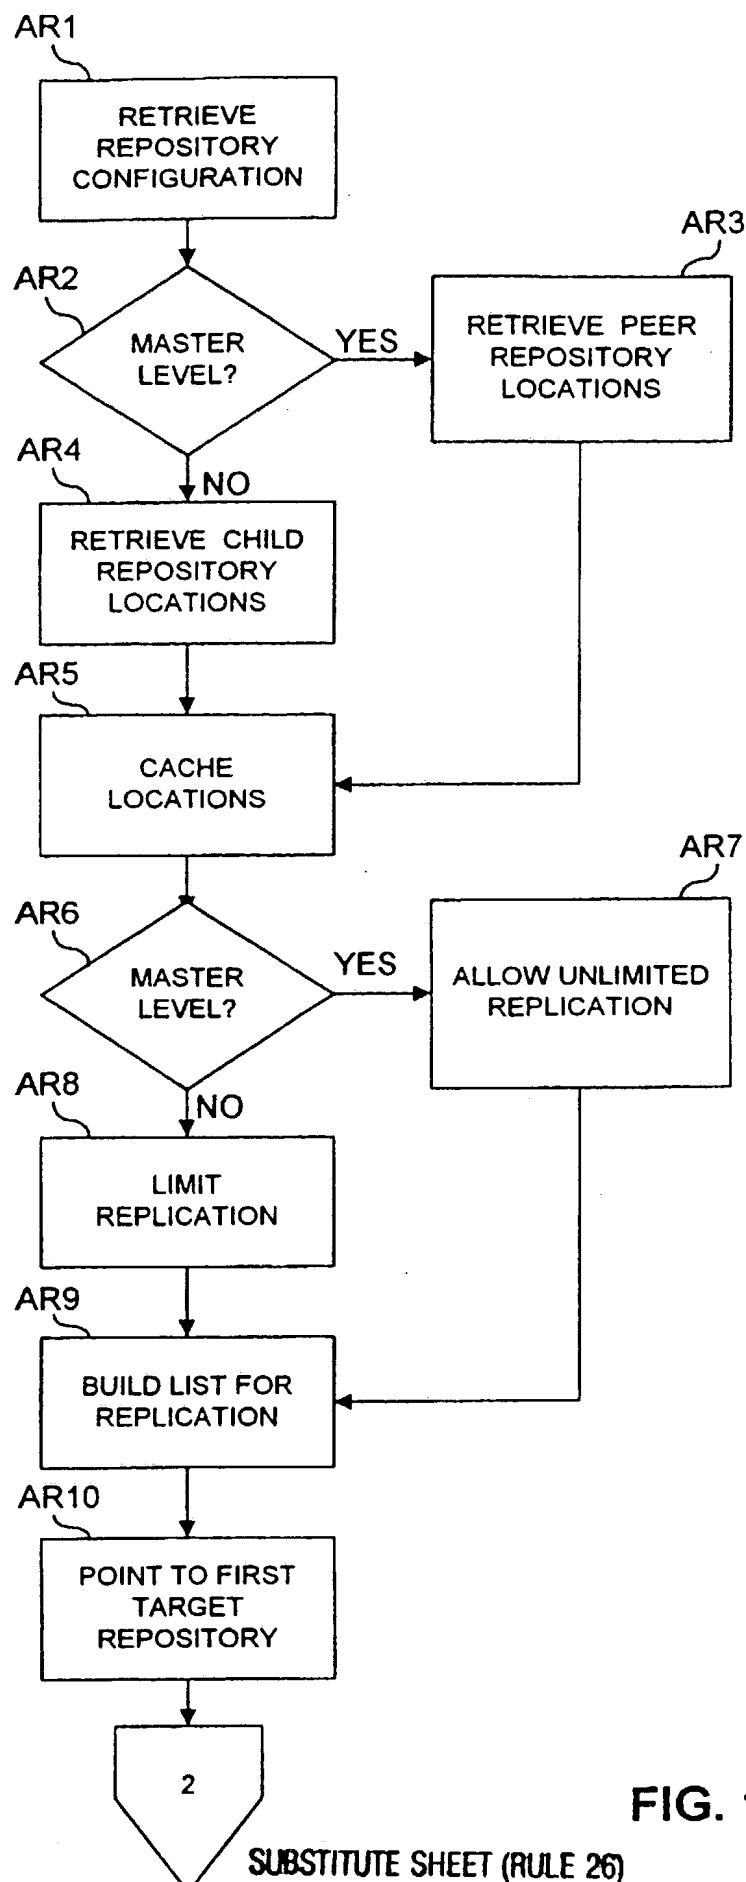 AR1
RETRIEVE
REPOSITORY
CONFIGURATION
AR2
MASTER
LEVEL?
YES
AR3
RETRIEVE PEER
REPOSITORY
LOCATIONS
NO
AR4
RETRIEVE CHILD
REPOSITORY
LOCATIONS
AR5
CACHE
LOCATIONS
AR6
MASTER
LEVEL?
YES
AR7
ALLOW UNLIMITED
REPLICATION
NO
AR8
LIMIT
REPLICATION
AR9
BUILD LIST FOR
REPLICATION
AR10
POINT TO FIRST
TARGET
REPOSITORY
2
FIG.
SUBSTITUTE SHEET (RULE 26)